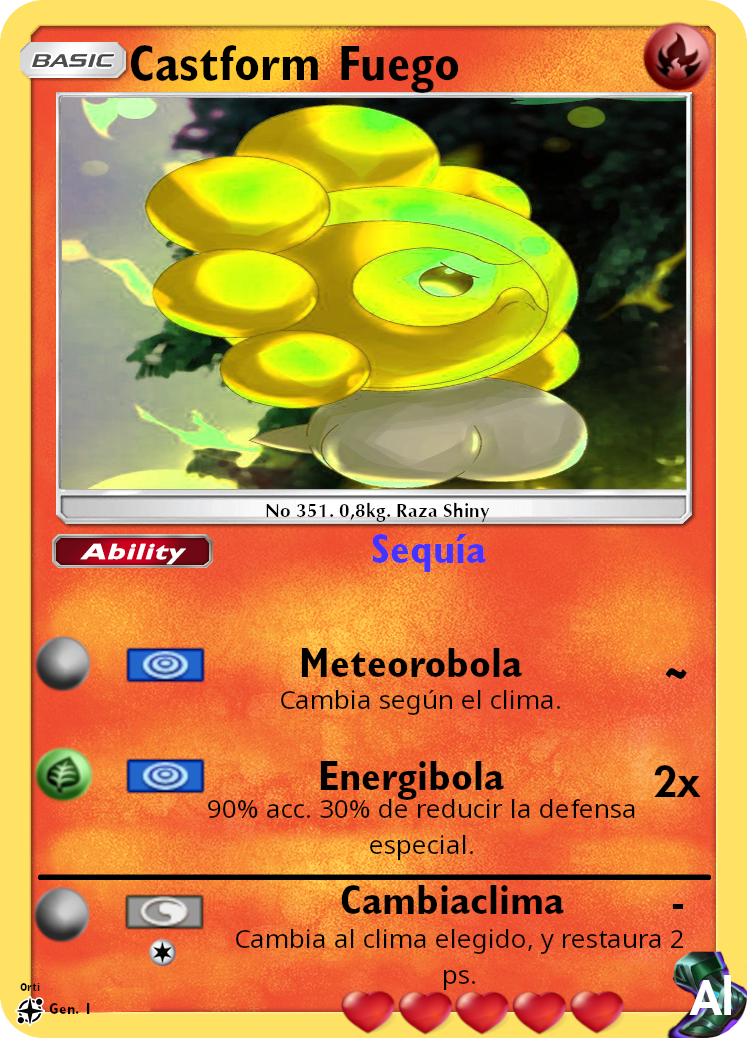 BASIC
Castform Fuego
No 351. 0,8kg. Raza Shiny
Ability
Sequía
Meteorobola
~
Cambia según el clima.
Energibola
2x
90% acc. 30% de reducir la defensa
especial.
Cambiaclima
-
Cambia al clima elegido, y restaura 2
ps.
Orti
Gen. I
Al